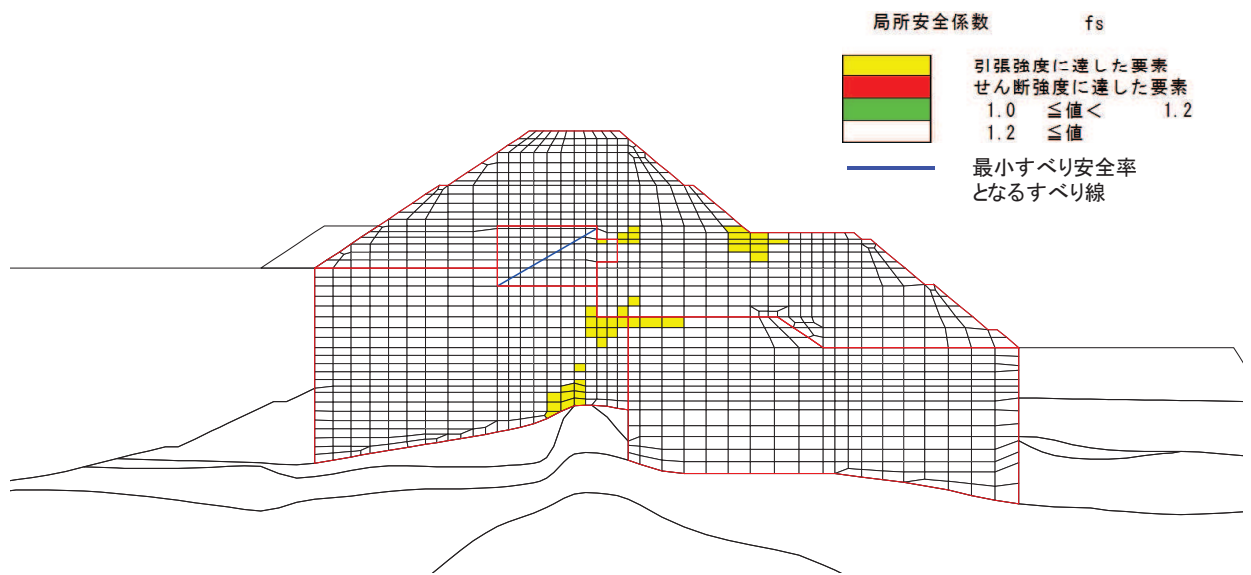 局所安全係数 fs
引張強度に達した要素
せん断強度に達した要素
1.0 ≦値< 1.2
1.2 ≦値
最小すべり安全率
となるすべり線